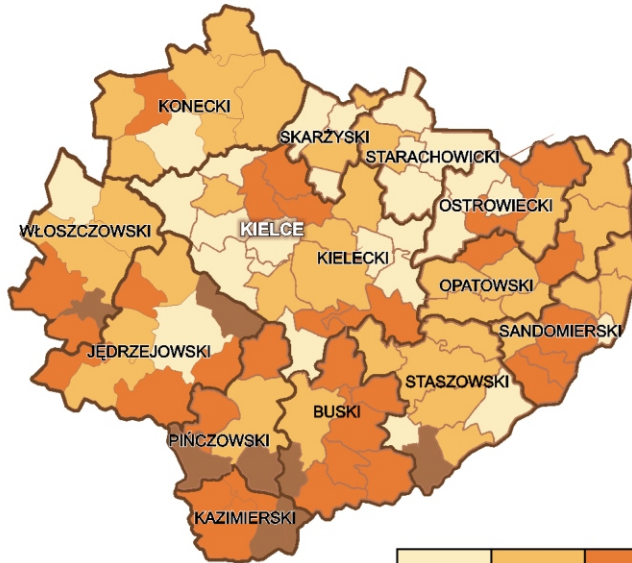 KONECKI
SKARŻYSKI
STARACHOWICKI
OSTROWIECKI
WŁOSZCZOWSKI
KIELCE
KIELECKI
OPATOWSKI
SANDOMIERSKI
JĘDRZEJOWSKI
STASZOWSKI
BUSKI
PIŃCZOWSKI
KAZIMIERSKI